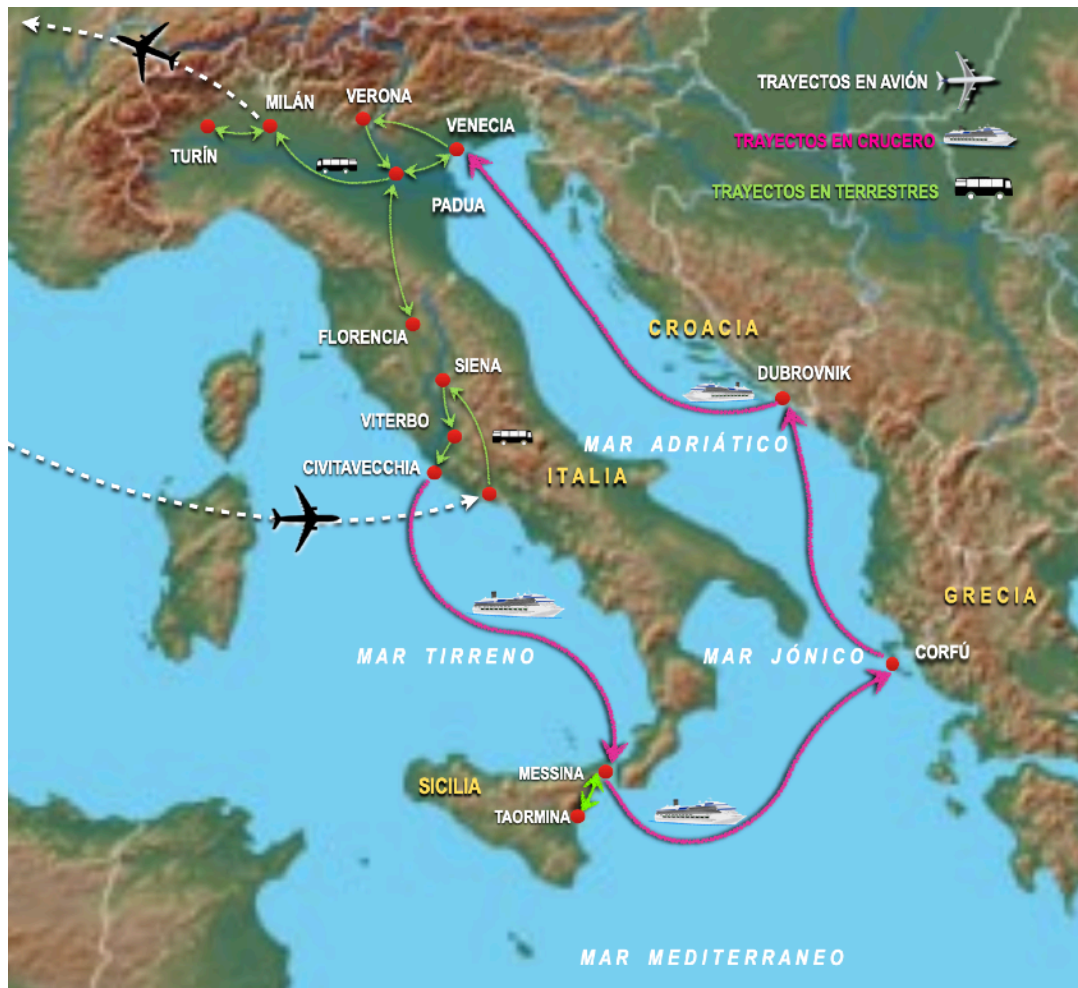 TRAYECTOS EN AVIÓN
TRAYECTOS EN CRUCERO
TRAYECTOS EN TERRESTRES
VERONA
MILÁN
VENECIA
TURÍN
PADUA
FLORENCIA
CROACIA
SIENA
DUBROVNIK
VITERBO
MAR ADRIÁTICO
CIVITAVECCHIA
ITALIA
GRECIA
MAR TIRRENO
MAR JÓNICO
CORFÚ
MESSINA
SICILIA
TAORMINA
MAR MEDITERRANEO